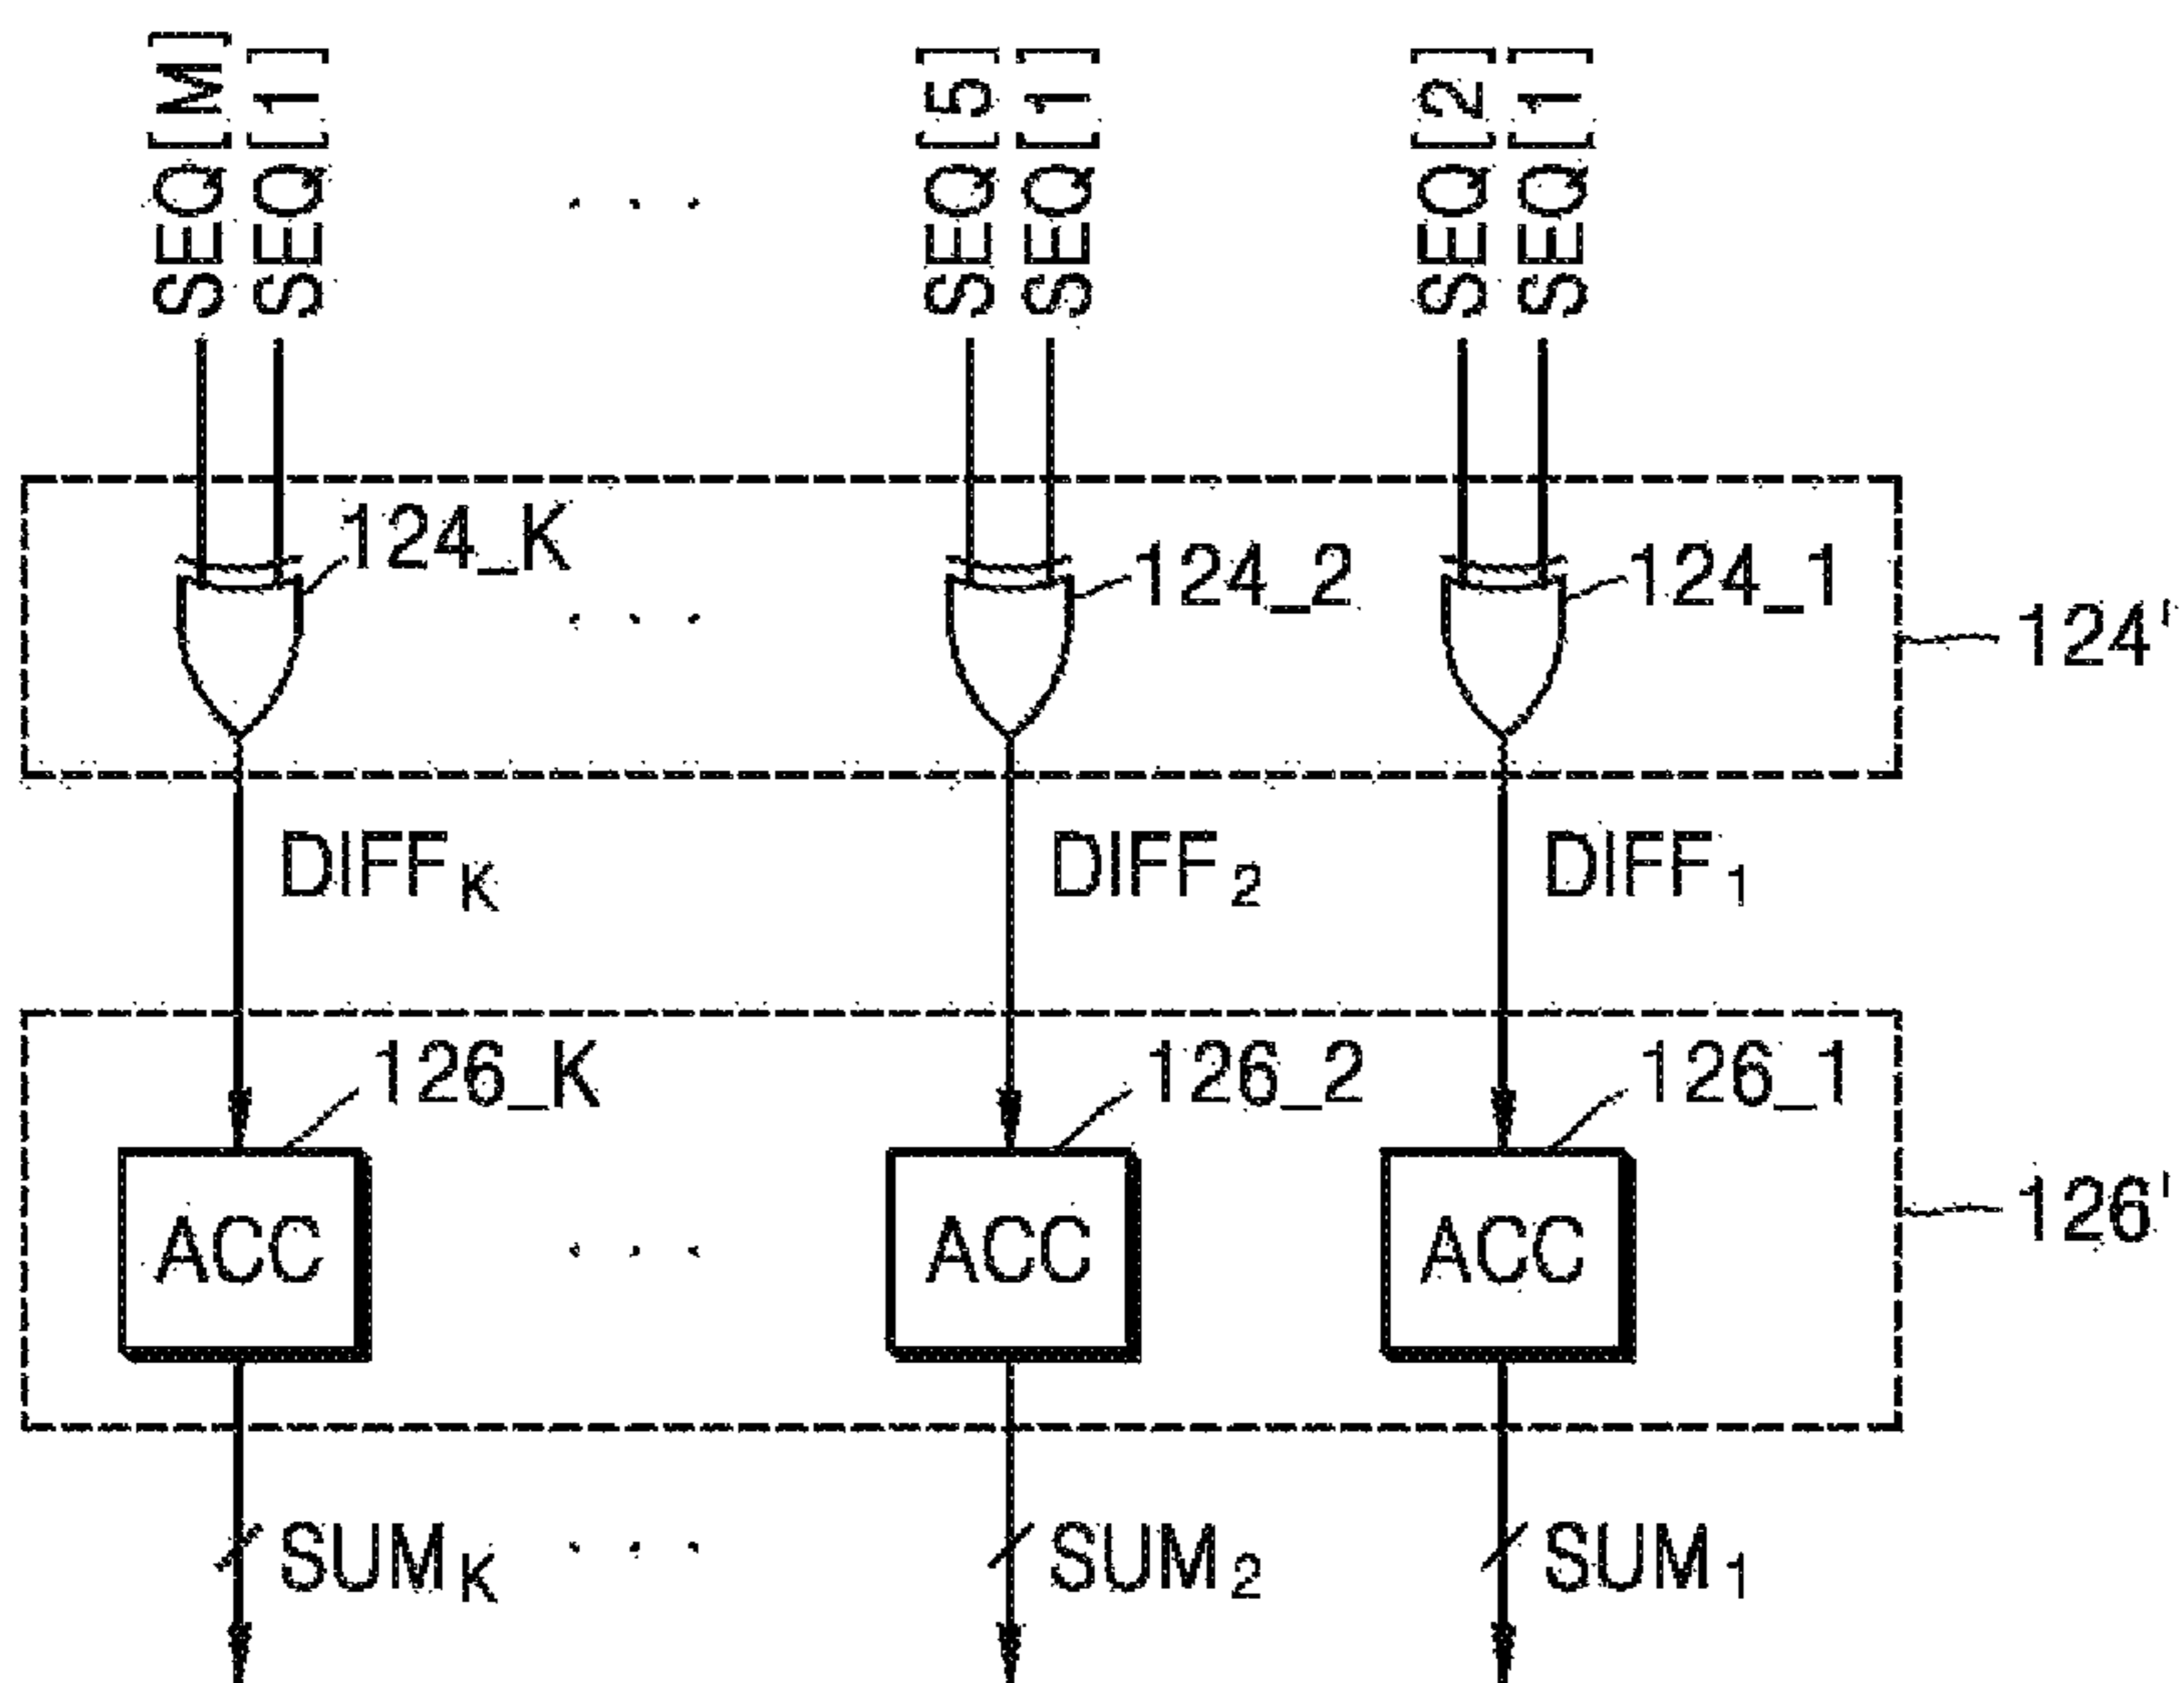 SEQ[M]
SEQ[1]
SEQ[5]
SEQ[1]
SEQ[2]
SEQ[1]
. . .
124_K
. . .
124_2
124_1
124'
DIFFK
DIFF2
DIFF1
126_K
126_2
126_1
126'
ACC
. . .
ACC
ACC
SUMK
. . .
SUM2
SUM1